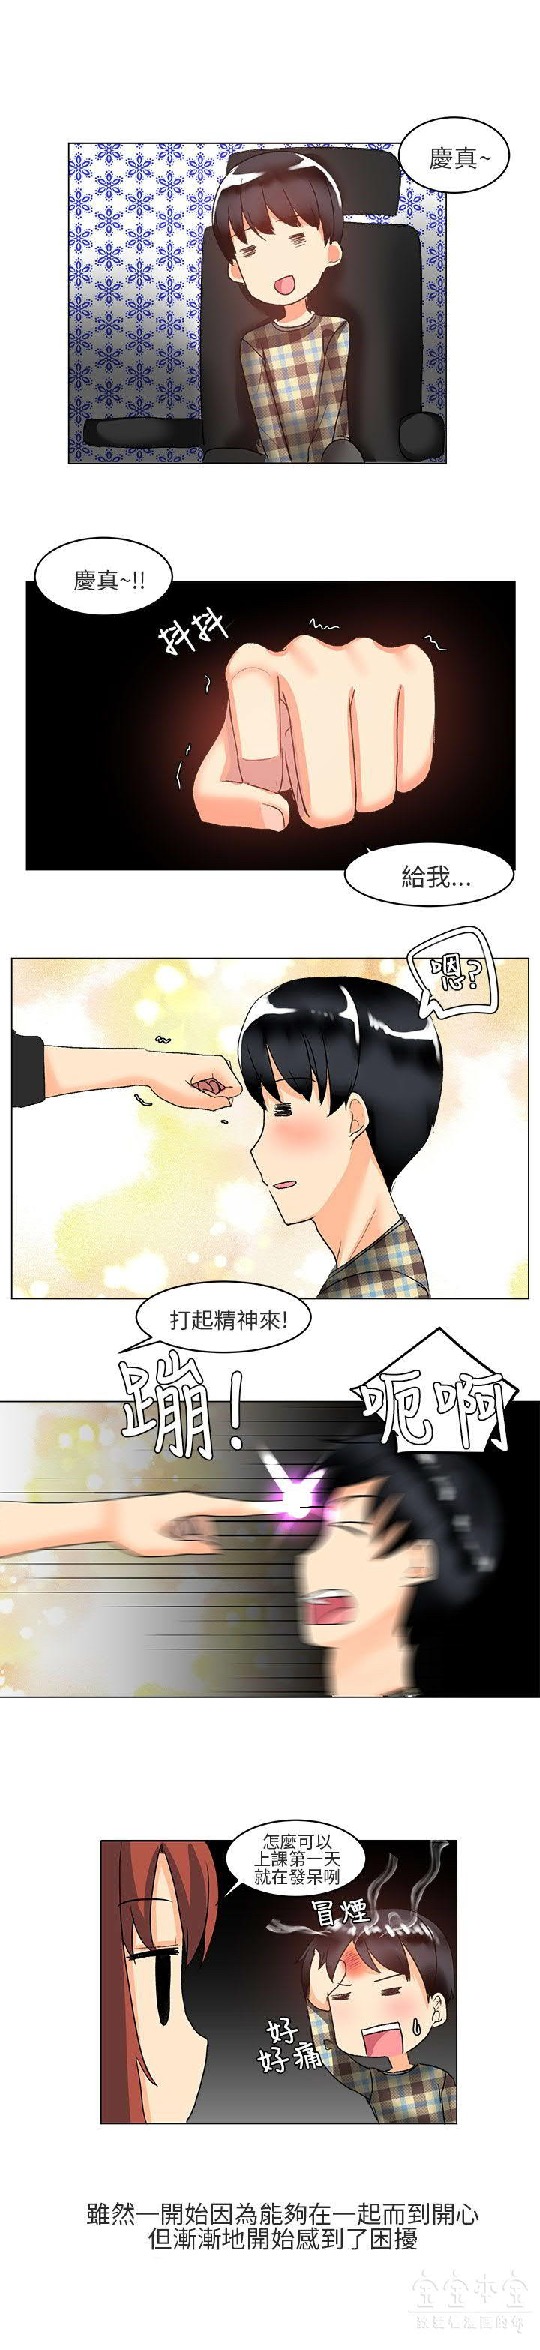 慶真~
慶真~!!
抖抖
給我...
嗯?
打起精神來!
蹦!
呃啊
怎麼可以
上課第一天
就在發呆咧
冒煙
好
好痛
雖然一開始因為能夠在一起而到開心
但漸漸地開始感到了困擾